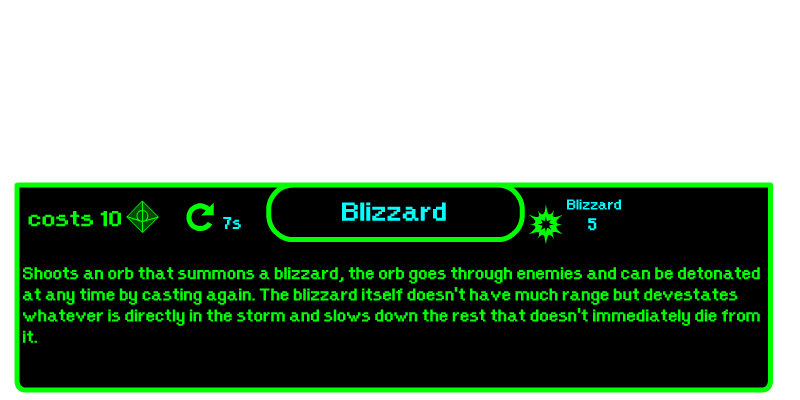 costs 10
7s
Blizzard
Blizzard
5
Shoots an orb that summons a blizzard, the orb goes through enemies and can be detonated
at any time by casting again. The blizzard itself doesn't have much range but devestates
whatever is directly in the storm and slows down the rest that doesn't immediately die from
it.